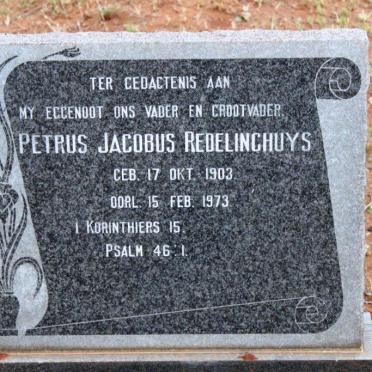 TER GEDACTENIS AAN
MY EGGENOOT ONS VADER EN GROOTVADER.
PETRUS JACOBUS REDELINGHUYS
GEB. 17 OKT. 1903
OORL. 15 FEB. 1973
I KORINTHIERS 15.
PSALM 46:1.